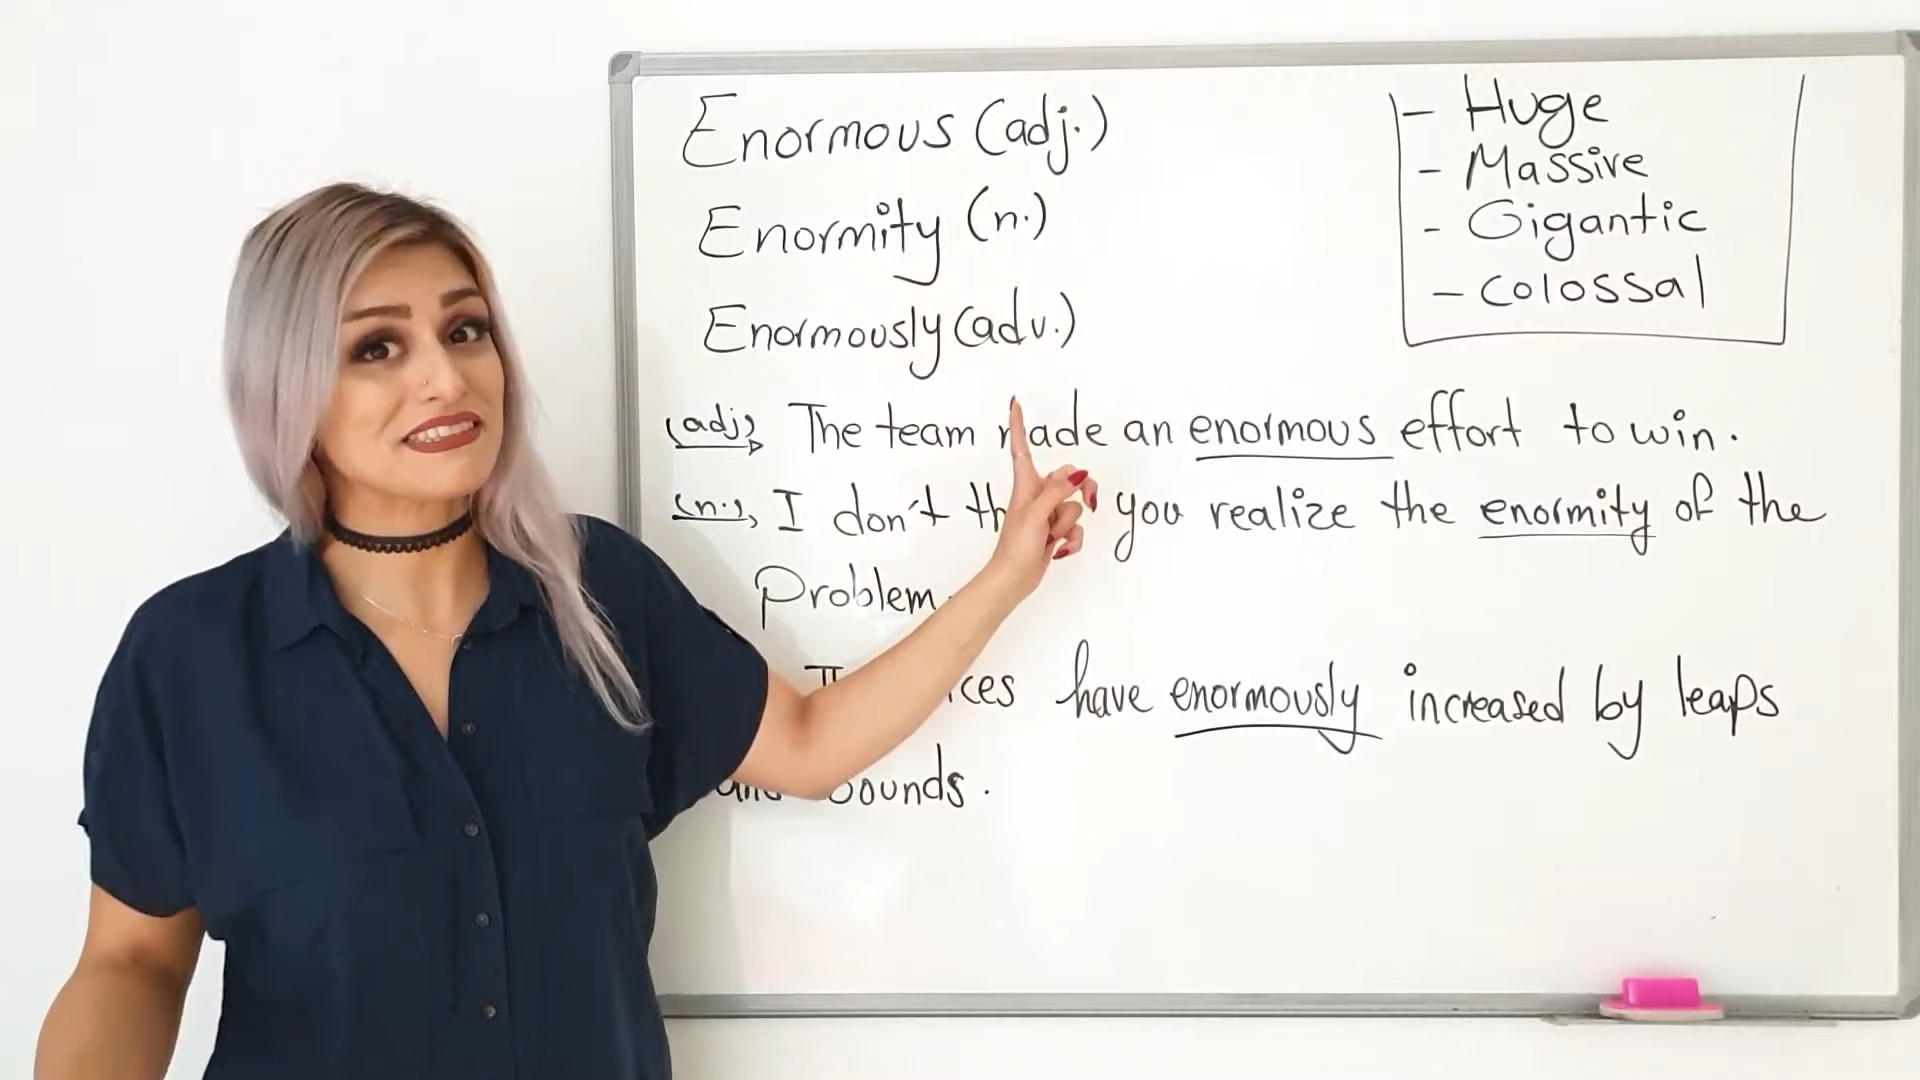 Enormous (adj.)
Enormity (n.)
Enormously (adv.)
- Huge
- Massive
- Gigantic
- Colossal
(adj) The team made an enormous effort to win.
(n.) I don't you realize the enormity of the
Problem.
have enormously increased by leaps
bounds.